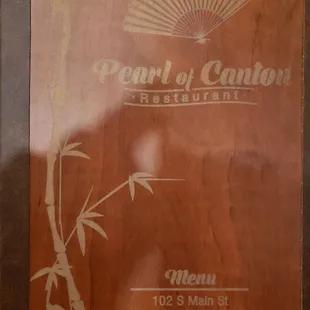 Pearl of Canton
· Restaurant ·
Menu
102 S Main St